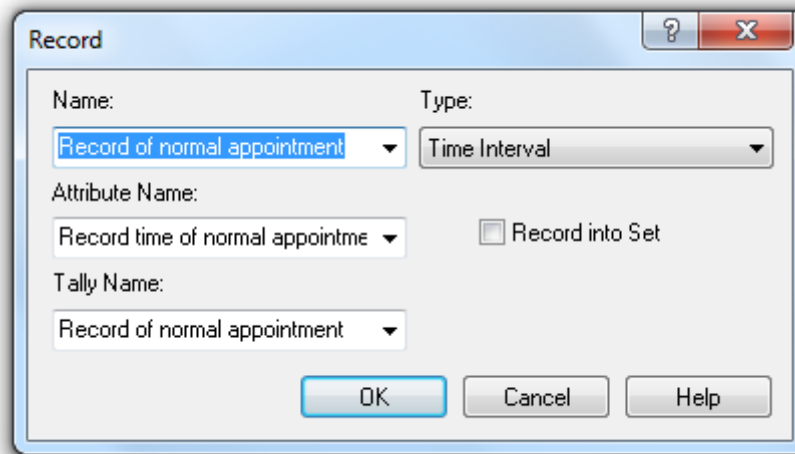 Record
Name:
Type:
Record of normal appointment
Time Interval
Attribute Name:
Record time of normal appointme
Record into Set
Tally Name:
Record of normal appointment
OK
Cancel
Help